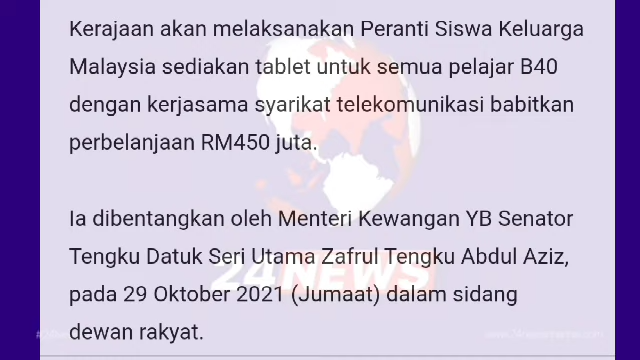 Kerajaan akan melaksanakan Peranti Siswa Keluarga
Malaysia sediakan tablet untuk semua pelajar B40
dengan kerjasama syarikat telekomunikasi babitkan
perbelanjaan RM450 juta.
Ia dibentangkan oleh Menteri Kewangan YB Senator
Tengku Datuk Seri Utama Zafrul Tengku Abdul Aziz,
24 NEWS
pada 29 Oktober 2021 (Jumaat) dalam sidang
dewan rakyat.